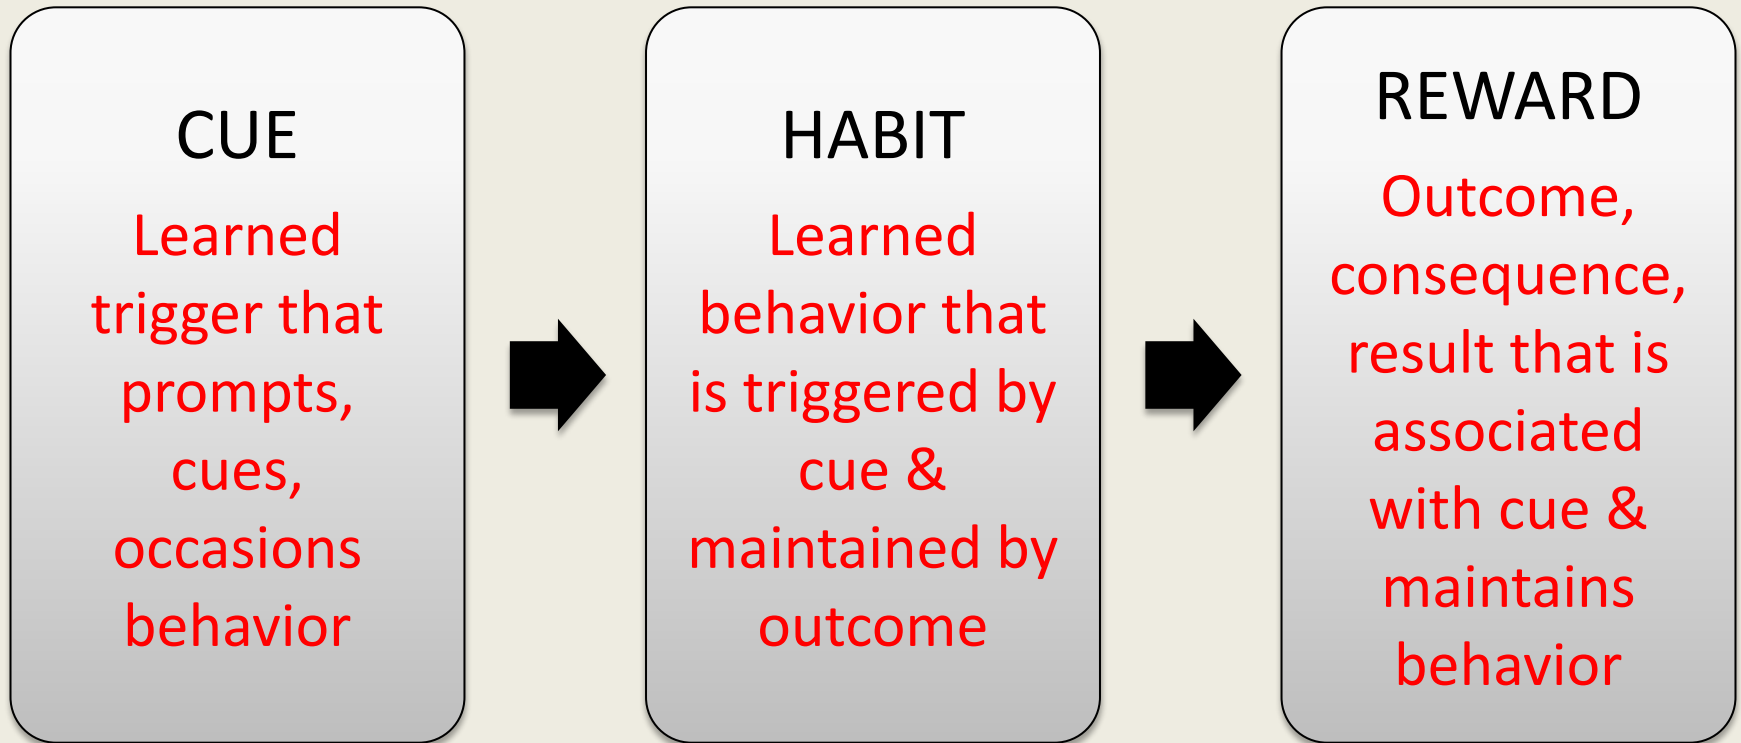 CUE
Learned
trigger that
prompts,
cues,
occasions
behavior
HABIT
Learned
behavior that
is triggered by
cue &
maintained by
outcome
REWARD
Outcome,
consequence,
result that is
associated
with cue &
maintains
behavior